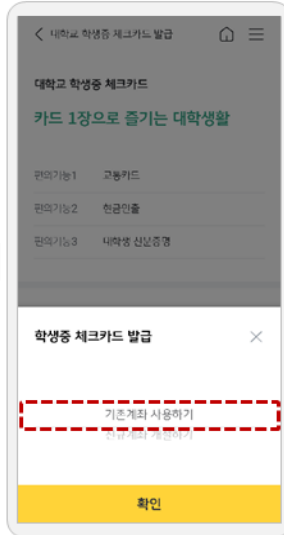 대학교 학생증 체크카드 발급
대학교 학생증 체크카드
카드 1장으로 즐기는 대학생활
편의기능1 교통카드
편의기능2 현금인출
편의기능3 대학생 신분증명
학생증 체크카드 발급
기존계좌 사용하기
신규계좌 개설하기
확인